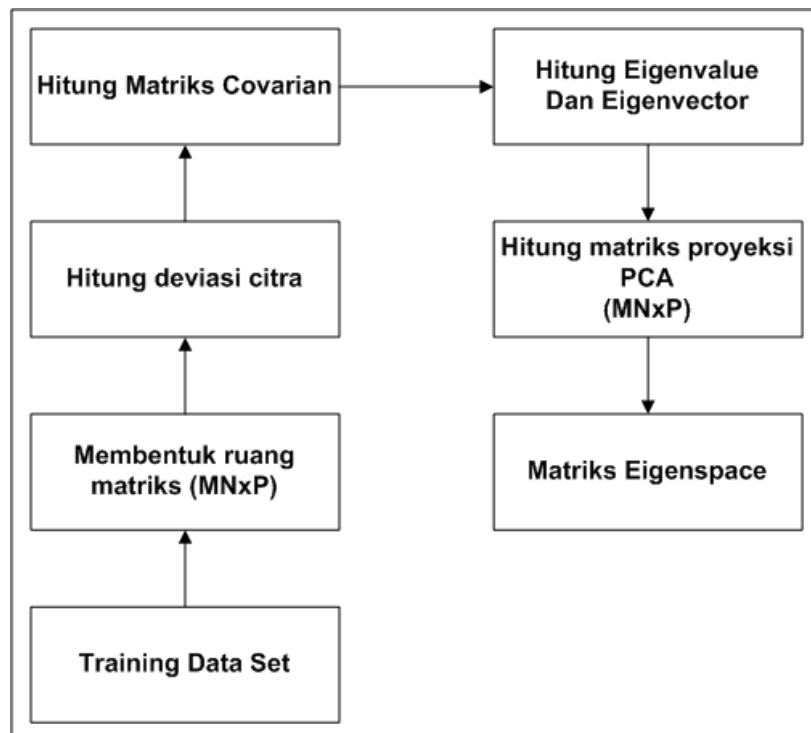 Hitung Matriks Covarian
Hitung Eigenvalue
Dan Eigenvector
Hitung deviasi citra
Hitung matriks proyeksi
PCA
(MNxP)
Membentuk ruang
matriks (MNxP)
Matriks Eigenspace
Training Data Set